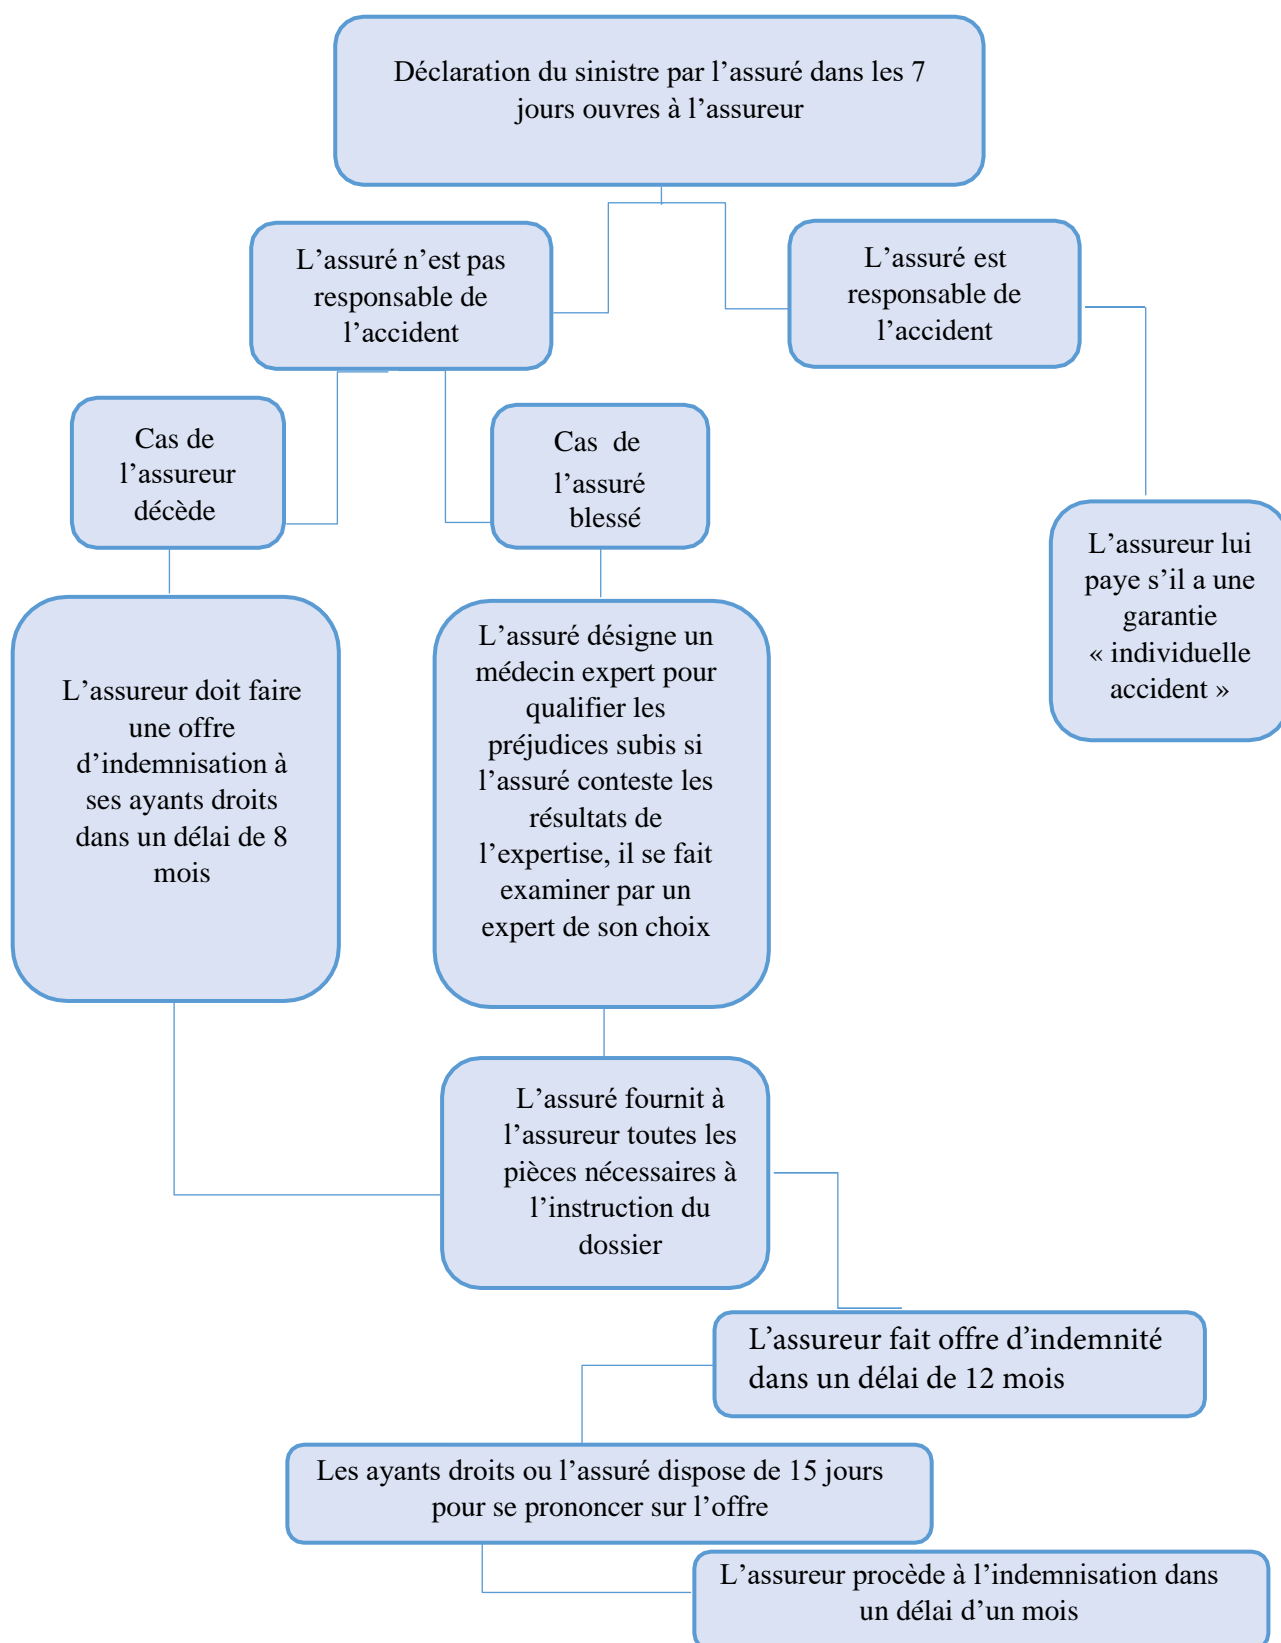 Déclaration du sinistre par l’assuré dans les 7
jours ouvres à l’assureur
L’assuré n’est pas
responsable de
l’accident
L’assuré est
responsable de
l’accident
Cas de
l’assureur
décède
Cas de
l’assuré
blessé
L’assureur lui
paye s’il a une
garantie
« individuelle
accident »
L’assureur doit faire
une offre
d’indemnisation à
ses ayants droits
dans un délai de 8
mois
L’assuré désigne un
médecin expert pour
qualifier les
préjudices subis si
l’assuré conteste les
résultats de
l’expertise, il se fait
examiner par un
expert de son choix
L’assuré fournit à
l’assureur toutes les
pièces nécessaires à
l’instruction du
dossier
L’assureur fait offre d’indemnité
dans un délai de 12 mois
Les ayants droits ou l’assuré dispose de 15 jours
pour se prononcer sur l’offre
L’assureur procède à l’indemnisation dans
un délai d’un mois